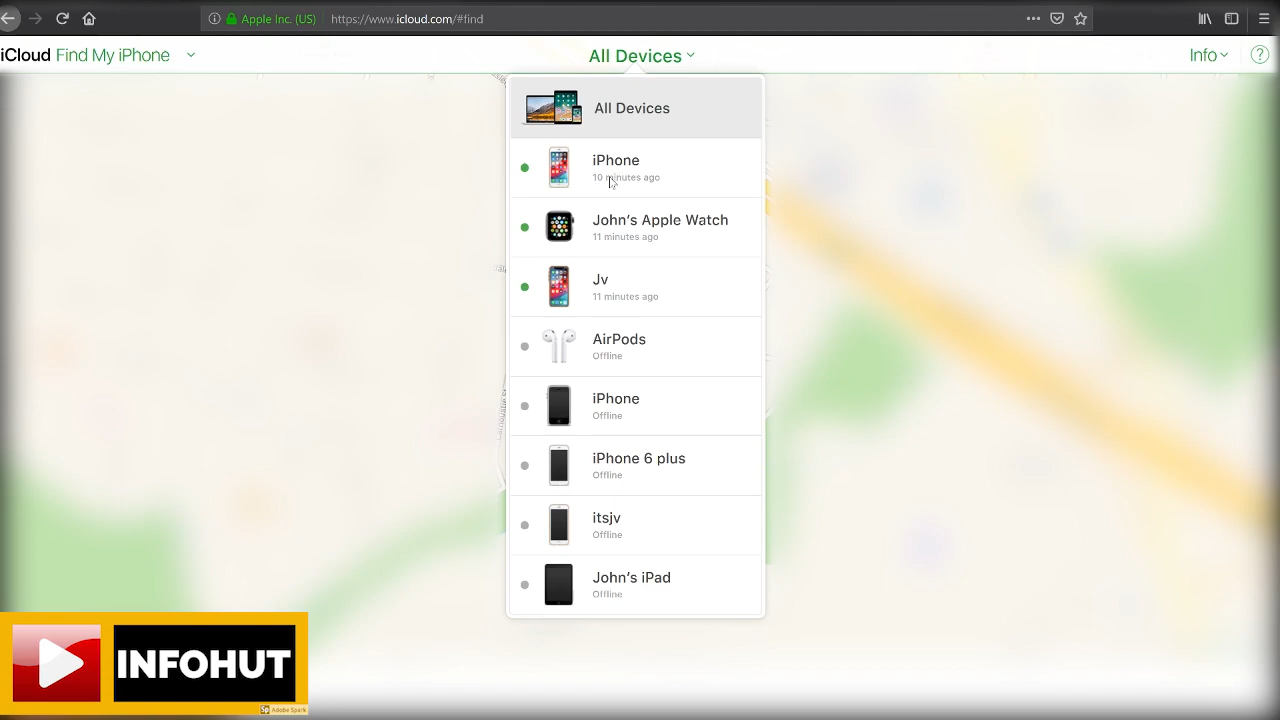 Apple Inc. (US)
https://www.icloud.com/#find
iCloud Find My iPhone
All Devices
Info
?
All Devices
iPhone
10 minutes ago
John's Apple Watch
11 minutes ago
Jv
11 minutes ago
AirPods
Offline
iPhone
Offline
iPhone 6 plus
Offline
itsjv
Offline
John's iPad
Offline
INFOHUT
Sp Adobe Spark